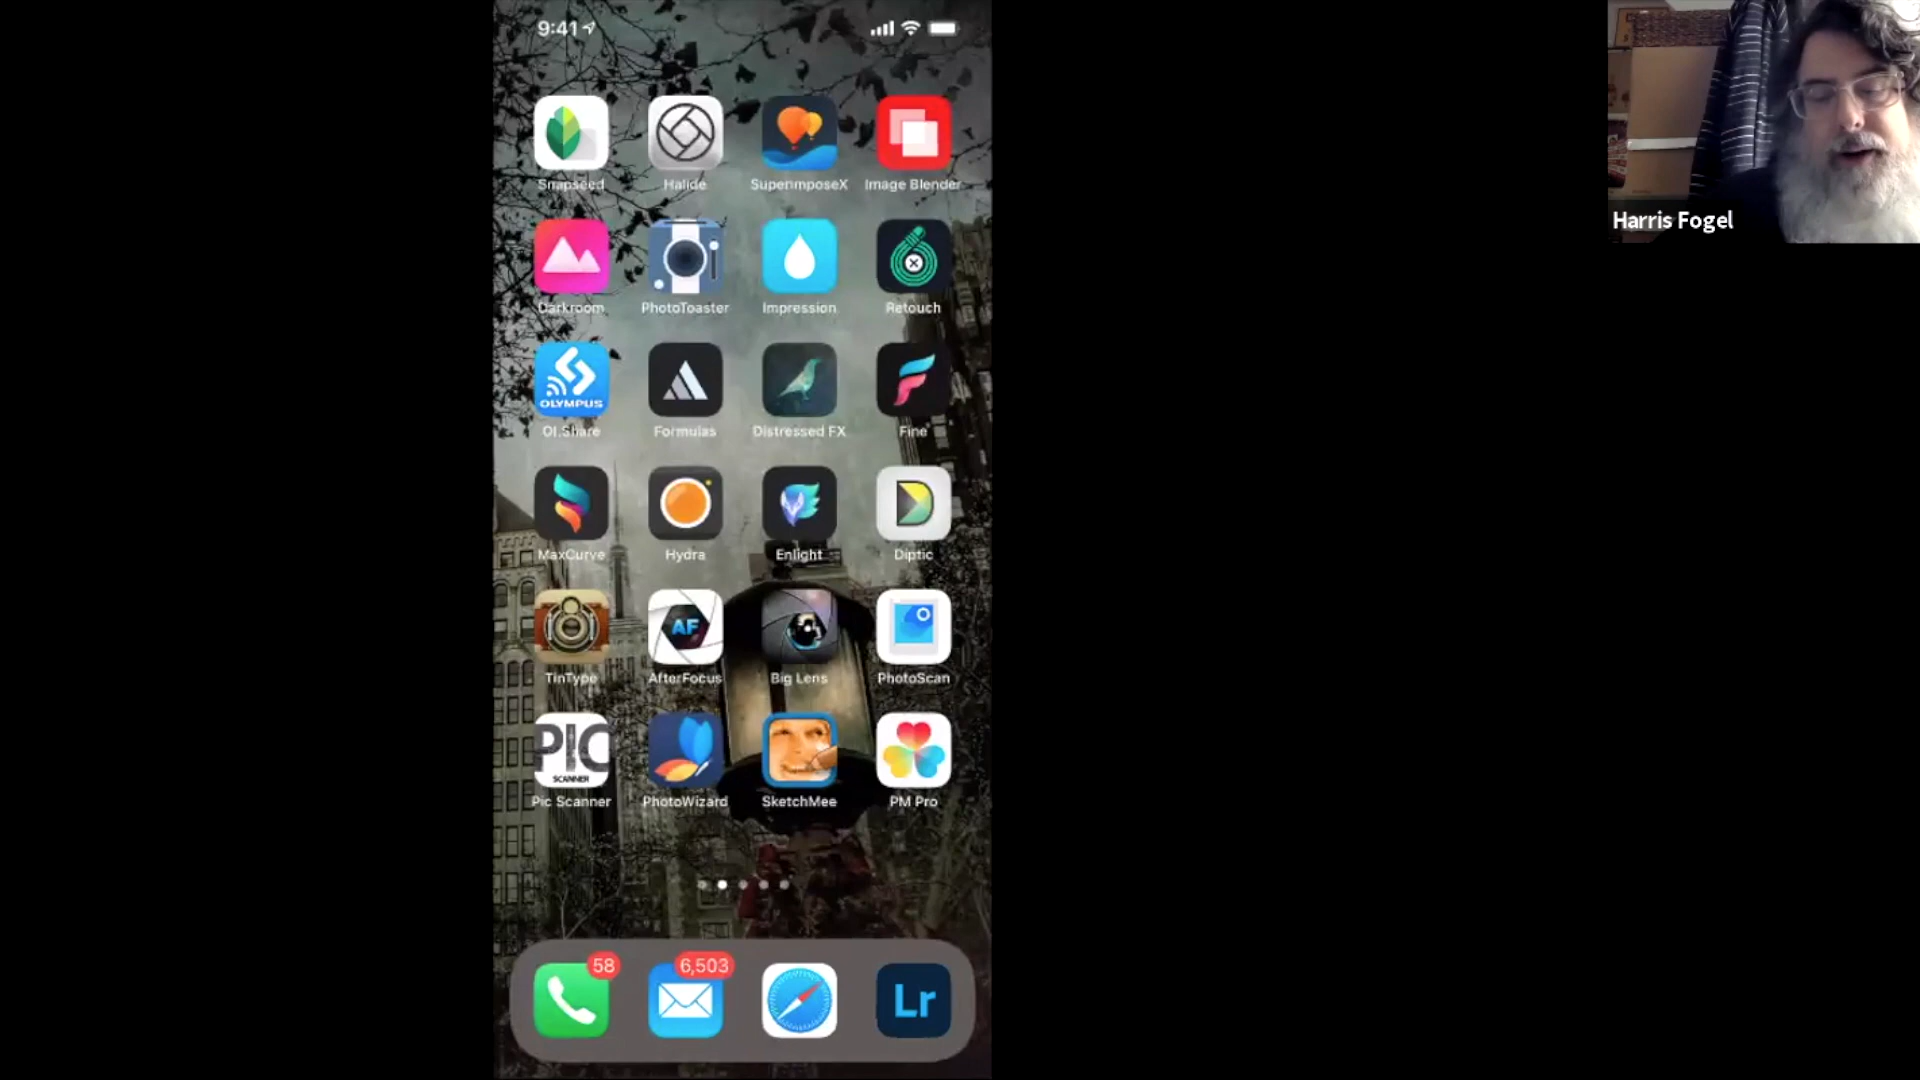 9:41
Snapseed Halide SuperimposeX Image Blender
Darkroom PhotoToaster Impression Retouch
OLYMPUS
OI.Share Formulas Distressed FX Fine
MaxCurve Hydra Enlight Diptic
AF
TinType AfterFocus Big Lens PhotoScan
PIC
SCANNER
Pic Scanner PhotoWizard SketchMee PM Pro
58 6,503
Lr
Harris Fogel